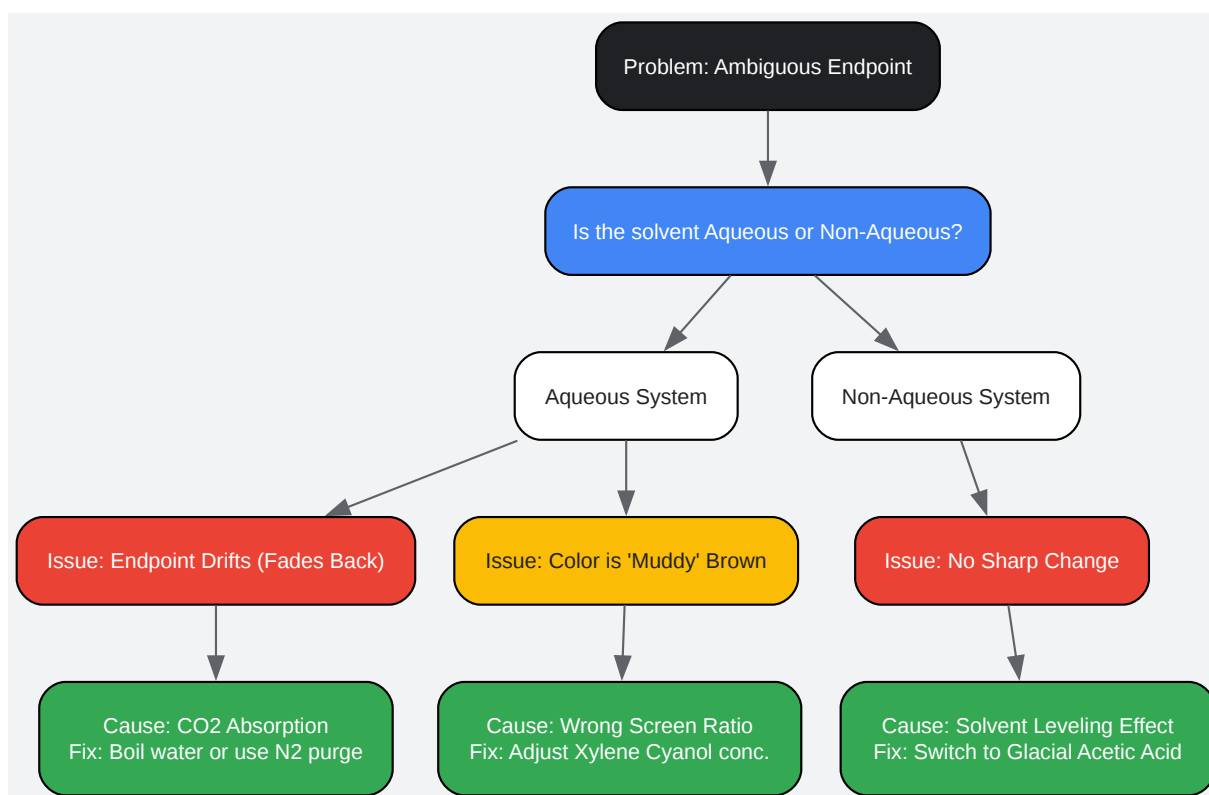 Problem: Ambiguous Endpoint
Is the solvent Aqueous or Non-Aqueous?
Aqueous System
Non-Aqueous System
Issue: Endpoint Drifts (Fades Back)
Issue: Color is 'Muddy' Brown
Issue: No Sharp Change
Cause: CO2 Absorption
Fix: Boil water or use N2 purge
Cause: Wrong Screen Ratio
Fix: Adjust Xylene Cyanol conc.
Cause: Solvent Leveling Effect
Fix: Switch to Glacial Acetic Acid